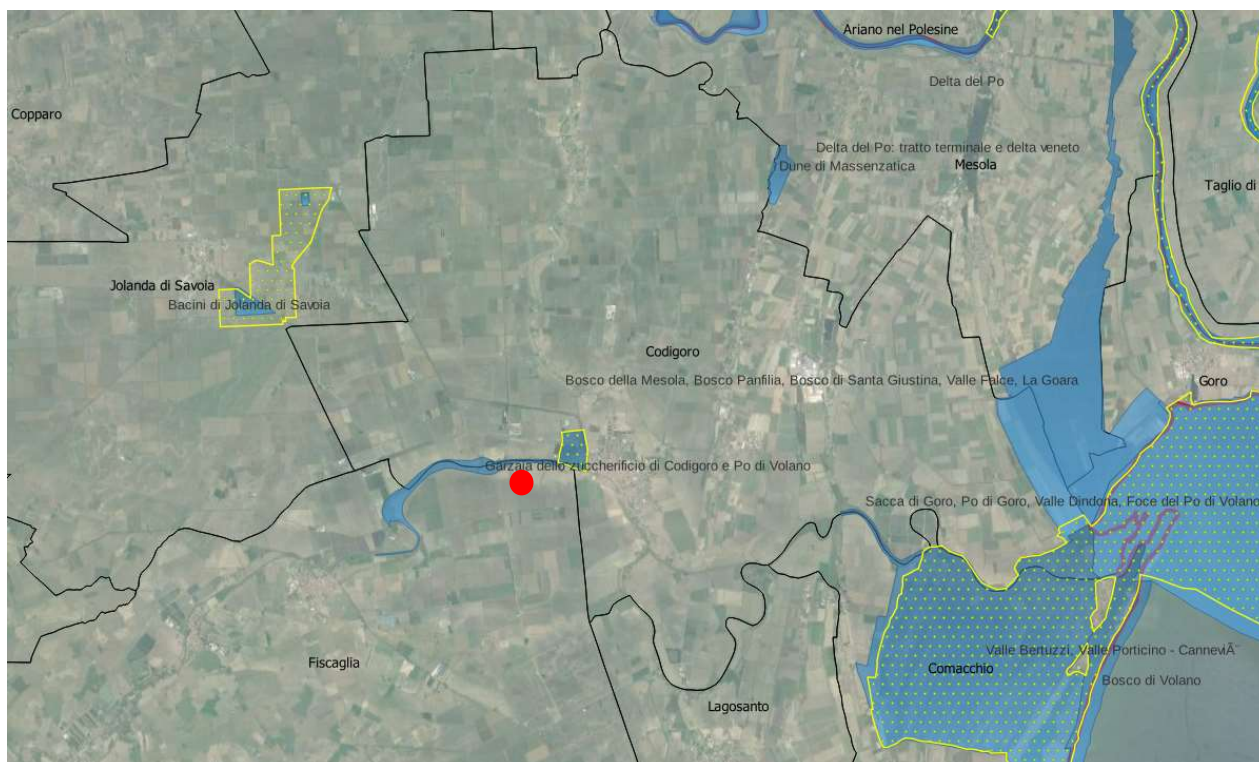 Ariano nel Polesine
Delta del Po
Copparo
Delta del Po: tratto terminale e delta veneto
Dune di Massenzatica
Mesola
Taglio di
Jolanda di Savoia
Bacini di Jolanda di Savoia
Codigoro
Bosco della Mesola, Bosco Panfilia, Bosco di Santa Giustina, Valle Falce, La Goara
Goro
Garzaia dello zuccherificio di Codigoro e Po di Volano
Sacca di Goro, Po di Goro, Valle Dindona, Foce del Po di Volano
Fiscaglia
Valle Bertuzzi, Valle Porticino - CanneviÃ¨
Comacchio
Bosco di Volano
Lagosanto